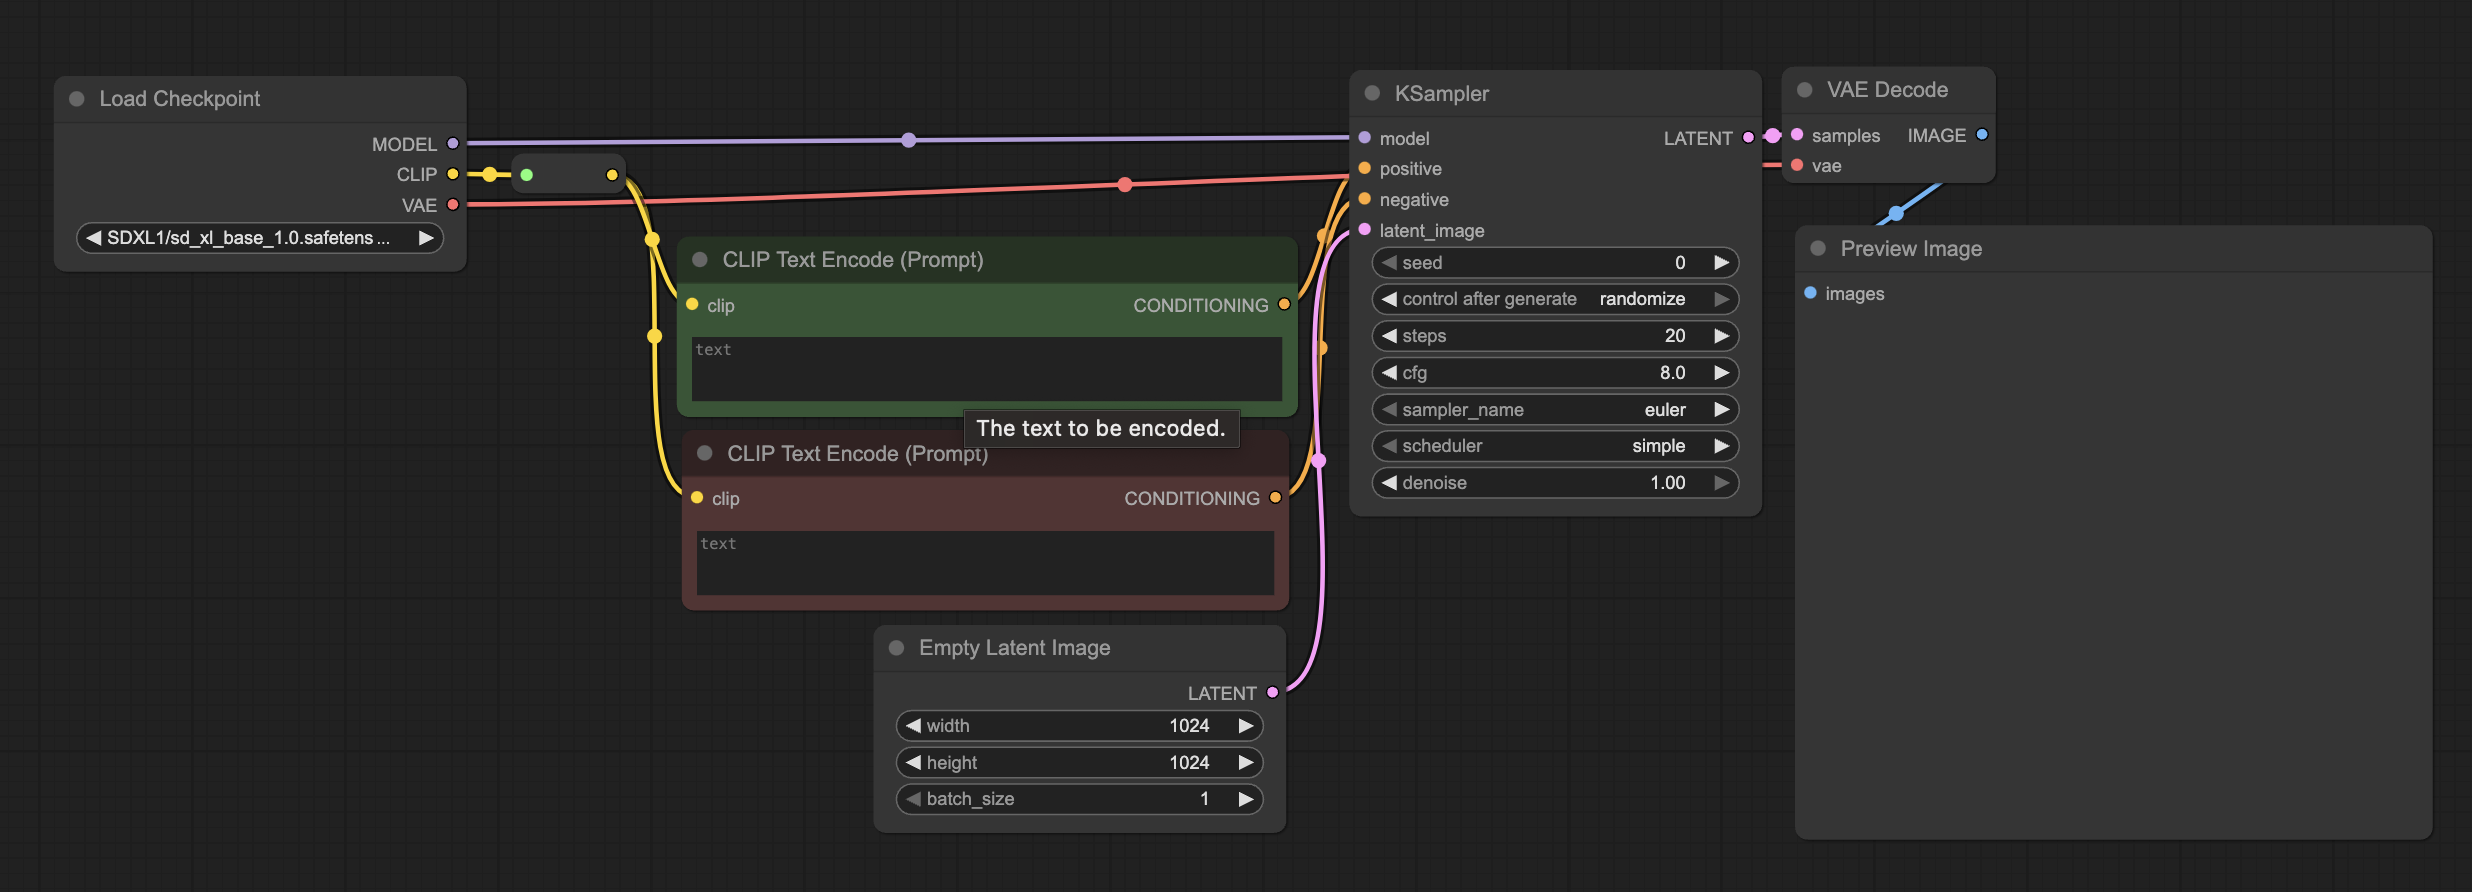 Load Checkpoint
MODEL
CLIP
VAE
SDXL1/sd_xl_base_1.0.safetens ...
CLIP Text Encode (Prompt)
clip CONDITIONING
text
The text to be encoded.
CLIP Text Encode (Prompt)
clip CONDITIONING
text
Empty Latent Image
LATENT
width 1024
height 1024
batch_size 1
KSampler
model LATENT
positive
negative
latent_image
seed 0
control after generate randomize
steps 20
cfg 8.0
sampler_name euler
scheduler simple
denoise 1.00
VAE Decode
samples IMAGE
vae
Preview Image
images